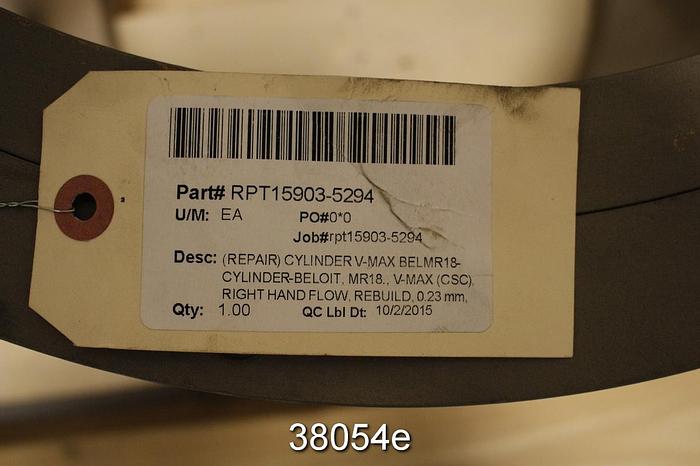 Part# RPT15903-5294
U/M: EA PO#0*0
Job#rpt15903-5294
Desc: (REPAIR) CYLINDER V-MAX BELMR18-
CYLINDER-BELOIT, MR18., V-MAX (CSC),
RIGHT HAND FLOW, REBUILD, 0.23 mm,
Qty: 1.00 QC Lbl Dt: 10/2/2015
38054e